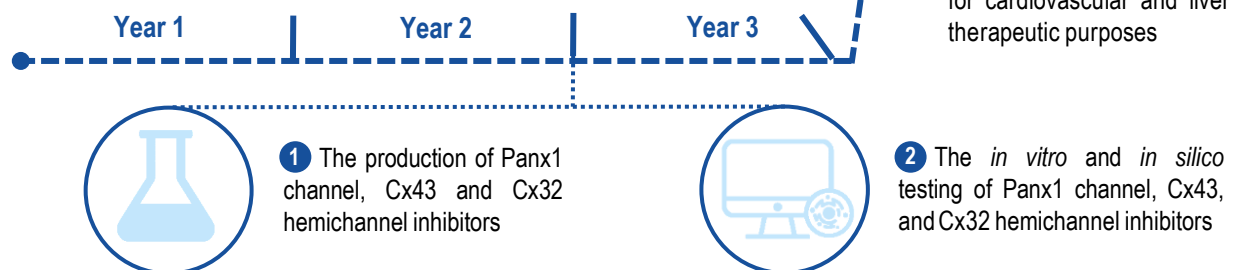 for cardiovascular and liver
therapeutic purposes
Year 1
Year 2
Year 3
1 The production of Panx1
channel, Cx43 and Cx32
hemichannel inhibitors
2 The in vitro and in silico
testing of Panx1 channel, Cx43,
and Cx32 hemichannel inhibitors